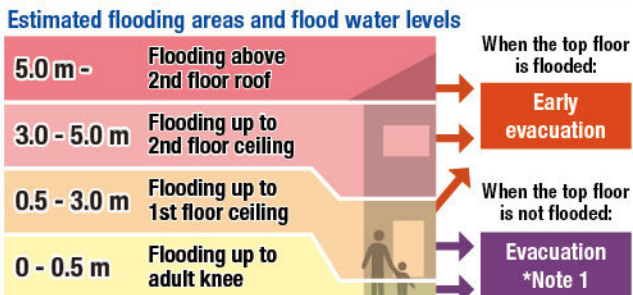 Estimated flooding areas and flood water levels
5.0 m -
Flooding above
2nd floor roof
3.0 - 5.0 m
Flooding up to
2nd floor ceiling
0.5 - 3.0 m
Flooding up to
1st floor ceiling
0 - 0.5 m
Flooding up to
adult knee
When the top floor
is flooded:
Early
evacuation
When the top floor
is not flooded:
Evacuation
*Note 1